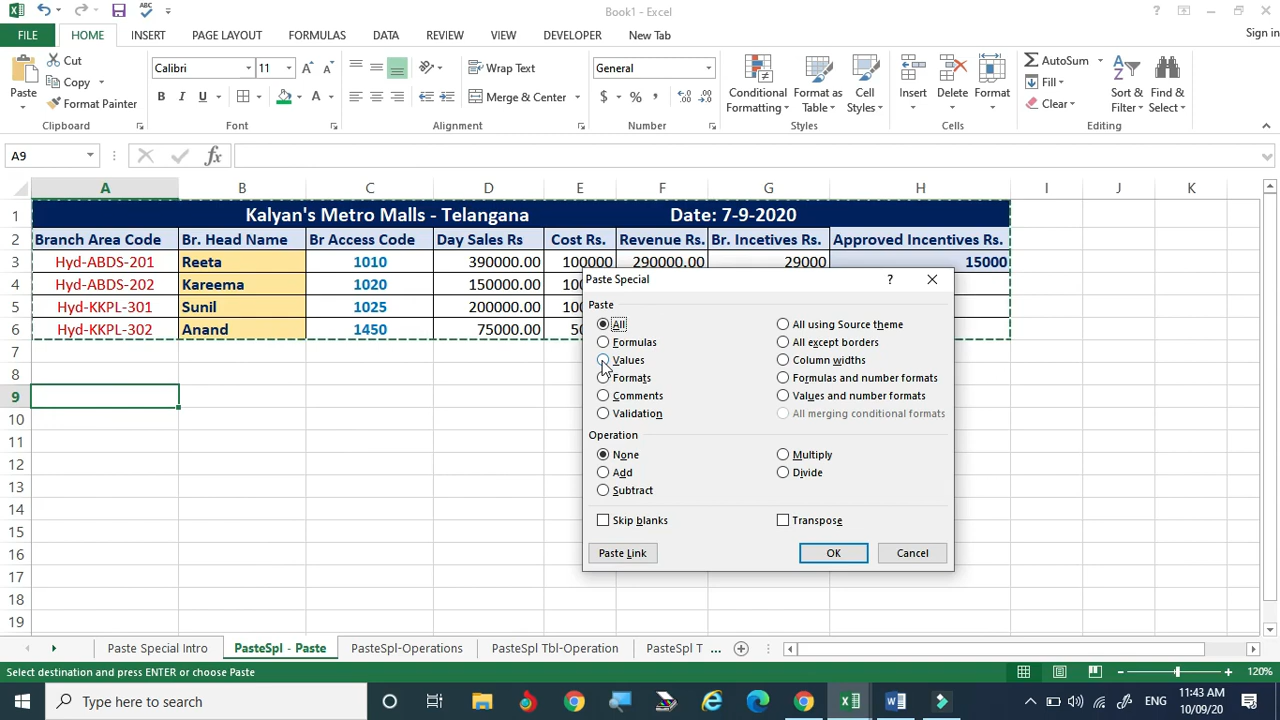 Book1 - Excel
Sign in
FILE HOME INSERT PAGE LAYOUT FORMULAS DATA REVIEW VIEW DEVELOPER New Tab
Paste
Cut
Copy
Format Painter
Calibri 11
B I U
Wrap Text
Merge & Center
General
$ % ,
Conditional Formatting
Format as Table
Cell Styles
Insert
Delete
Format
AutoSum
Fill
Clear
Sort & Filter
Find & Select
Clipboard Font Alignment Number Styles Cells Editing
A9
fx
A B C D E F G H I J K
1 Kalyan's Metro Malls - Telangana Date: 7-9-2020
2 Branch Area Code Br. Head Name Br Access Code Day Sales Rs Cost Rs. Revenue Rs. Br. Incetives Rs. Approved Incentives Rs.
3 Hyd-ABDS-201 Reeta 1010 390000.00 100000 290000.00 29000 15000
4 Hyd-ABDS-202 Kareema 1020 150000.00 100
5 Hyd-KKPL-301 Sunil 1025 200000.00 100
6 Hyd-KKPL-302 Anand 1450 75000.00 50
7
8
9
10
11
12
13
14
15
16
17
18
19
Paste Special
?
Paste
All
Formulas
Values
Formats
Comments
Validation
All using Source theme
All except borders
Column widths
Formulas and number formats
Values and number formats
All merging conditional formats
Operation
None
Add
Subtract
Multiply
Divide
Skip blanks
Transpose
Paste Link
OK
Cancel
Paste Special Intro PasteSpl - Paste PasteSpl-Operations PasteSpl Tbl-Operation PasteSpl T ...
Select destination and press ENTER or choose Paste
120%
Type here to search
ENG
11:43 AM
10/09/20